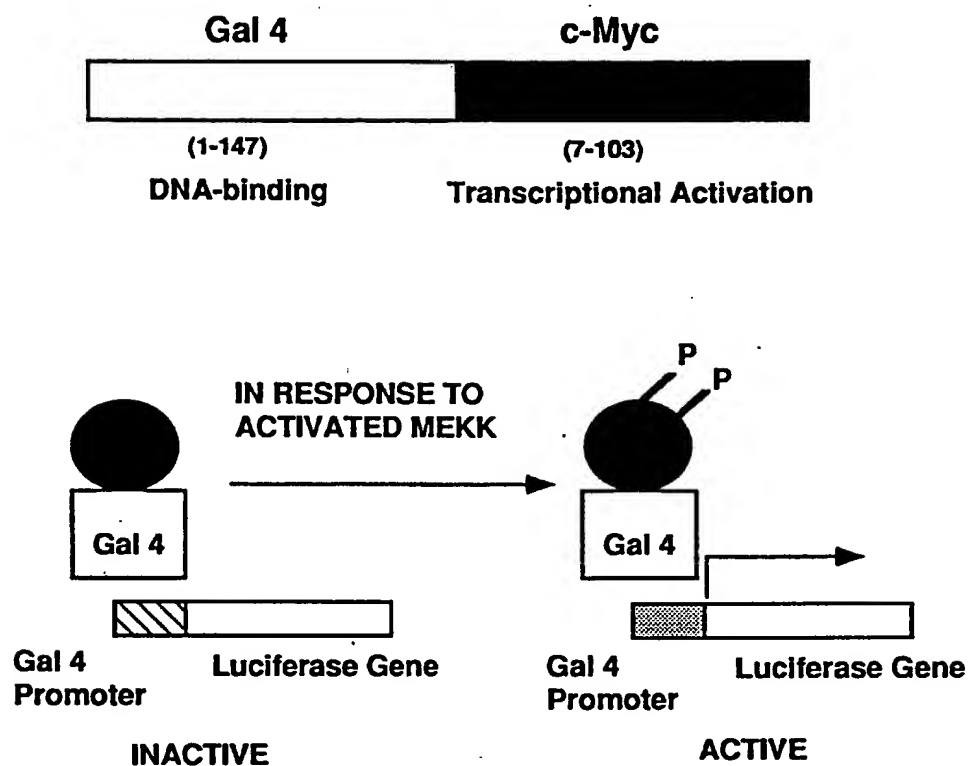 Gal 4 c-Myc
(1-147) (7-103)
DNA-binding Transcriptional Activation
P
P
IN RESPONSE TO
ACTIVATED MEKK
Gal 4 Gal 4
Gal 4
Promoter
Luciferase Gene
Gal 4
Promoter
Luciferase Gene
INACTIVE ACTIVE